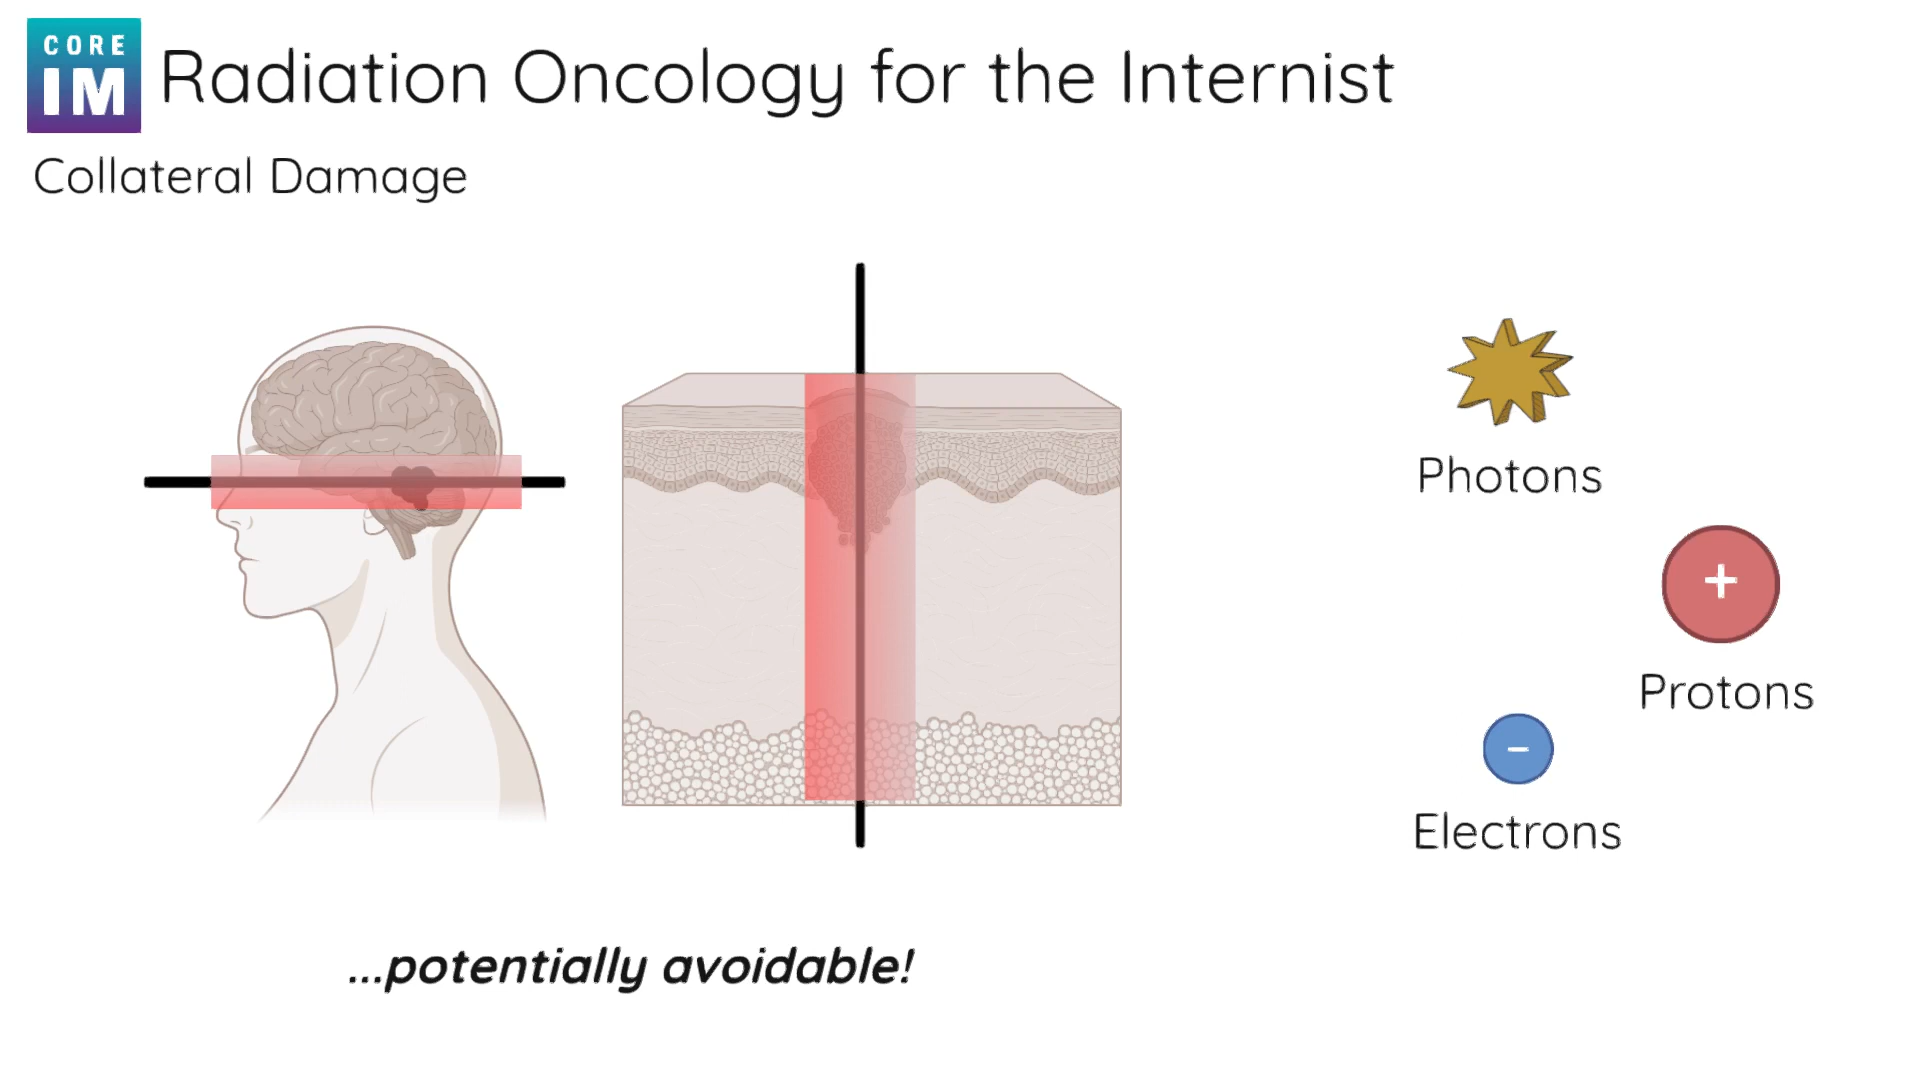 CORE
IM
Radiation Oncology for the Internist
Collateral Damage
Photons
+
Protons
−
Electrons
...potentially avoidable!